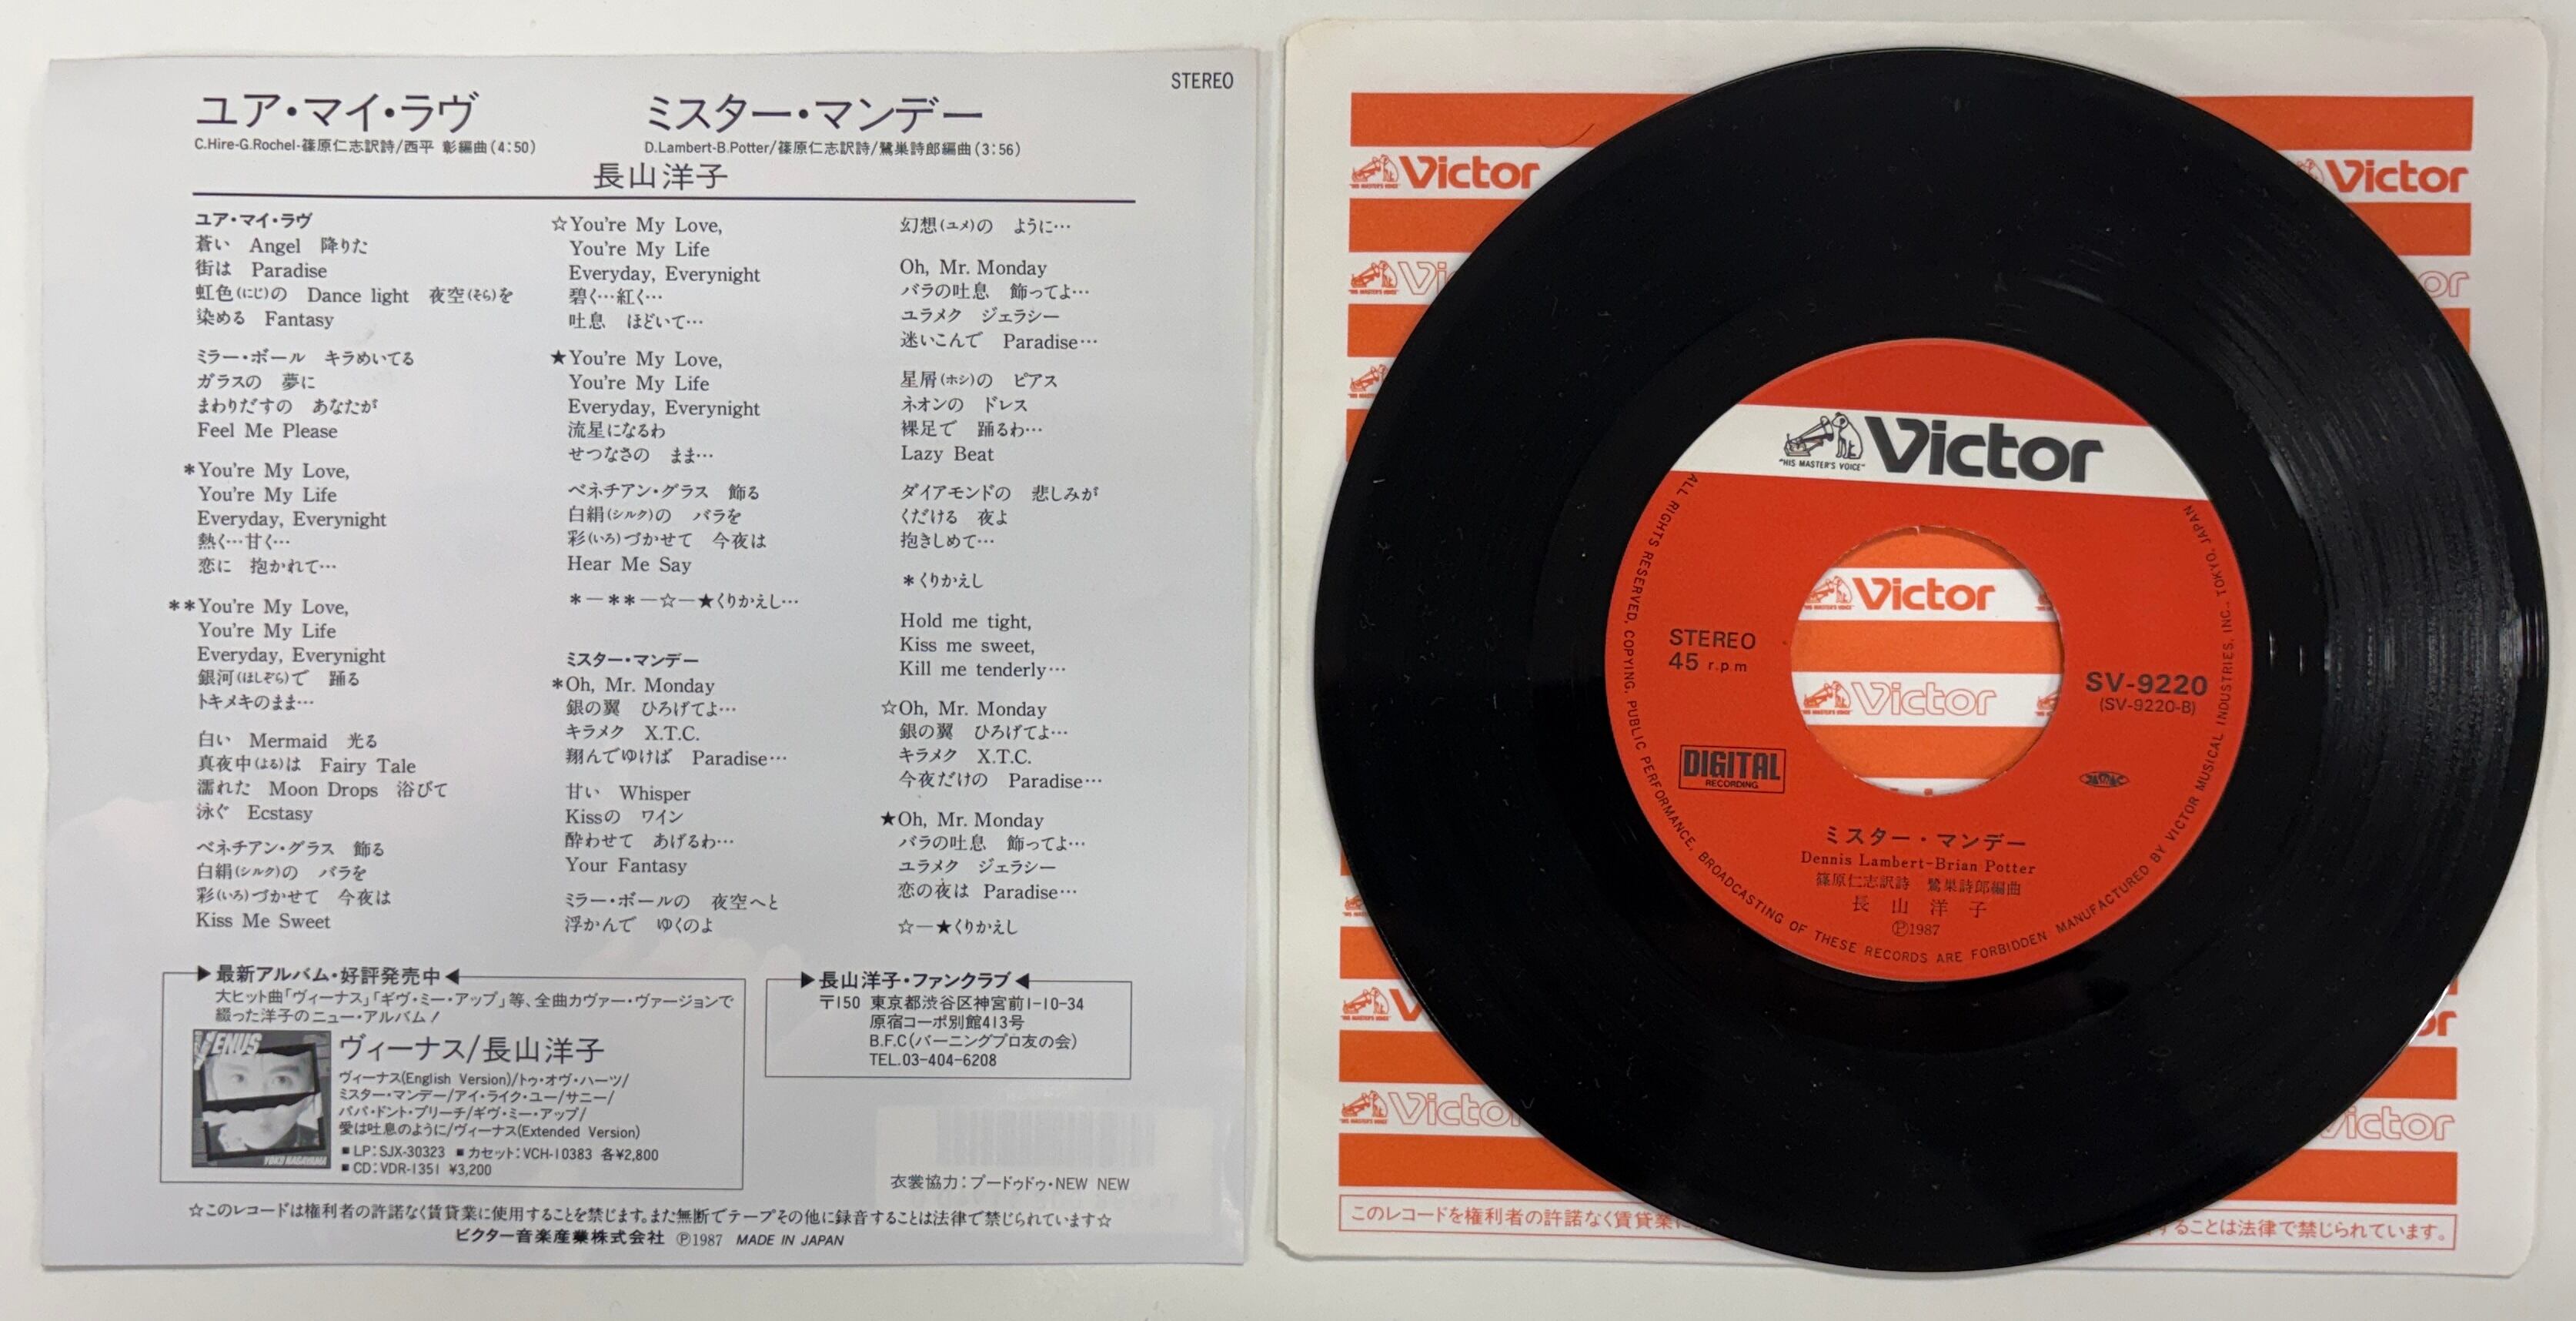 STEREO
ユア・マイ・ラヴ
C.Hire-G.Rochel-篠原仁志訳詩/西平 彰編曲(4:50)
ミスター・マンデー
D.Lambert-B.Potter/篠原仁志訳詩/鷺巣詩郎編曲(3:56)
長山洋子
ユア・マイ・ラヴ
蒼い Angel 降りた
街は Paradise
虹色(にじ)の Dance light 夜空(そら)を
染める Fantasy
ミラー・ボール キラめいてる
ガラスの 夢に
まわりだすの あなたが
Feel Me Please
*You're My Love,
You're My Life
Everyday, Everynight
熱く…甘く…
恋に 抱かれて…
**You're My Love,
You're My Life
Everyday, Everynight
銀河(ほしぞら)で 踊る
トキメキのまま…
白い Mermaid 光る
真夜中(よる)は Fairy Tale
濡れた Moon Drops 浴びて
泳ぐ Ecstasy
ベネチアン・グラス 飾る
白絹(シルク)の バラを
彩(いろ)づかせて 今夜は
Kiss Me Sweet
☆You're My Love,
You're My Life
Everyday, Everynight
碧く…紅く…
吐息 ほどいて…
★You're My Love,
You're My Life
Everyday, Everynight
流星になるわ
せつなさの まま…
ベネチアン・グラス 飾る
白絹(シルク)の バラを
彩(いろ)づかせて 今夜は
Hear Me Say
*―**―☆―★くりかえし…
ミスター・マンデー
*Oh, Mr. Monday
銀の翼 ひろげてよ…
キラメク X.T.C.
翔んでゆけば Paradise…
甘い Whisper
Kissの ワイン
酔わせて あげるわ…
Your Fantasy
ミラー・ボールの 夜空へと
浮かんで ゆくのよ
幻想(ユメ)の ように…
Oh, Mr. Monday
バラの吐息 飾ってよ…
ユラメク ジェラシー
迷いこんで Paradise…
星屑(ホシ)の ピアス
ネオンの ドレス
裸足で 踊るわ…
Lazy Beat
ダイアモンドの 悲しみが
くだける 夜よ
抱きしめて…
*くりかえし
Hold me tight,
Kiss me sweet,
Kill me tenderly…
☆Oh, Mr. Monday
銀の翼 ひろげてよ…
キラメク X.T.C.
今夜だけの Paradise…
★Oh, Mr. Monday
バラの吐息 飾ってよ…
ユラメク ジェラシー
恋の夜は Paradise…
☆―★くりかえし
▶最新アルバム・好評発売中◀
大ヒット曲「ヴィーナス」「ギヴ・ミー・アップ」等、全曲カヴァー・ヴァージョンで
綴った洋子のニュー・アルバム!
VENUS
YOKO NAGAYAMA
ヴィーナス/長山洋子
ヴィーナス(English Version)/トゥ・オヴ・ハーツ/
ミスター・マンデー/アイ・ライク・ユー/サニー/
パパ・ドント・プリーチ/ギヴ・ミー・アップ/
愛は吐息のように/ヴィーナス(Extended Version)
■LP:SJX-30323 ■カセット:VCH-10383 各¥2,800
■CD:VDR-1351 ¥3,200
▶長山洋子・ファンクラブ◀
〒150 東京都渋谷区神宮前1-10-34
原宿コーポ別館413号
B.F.C(バーニングプロ友の会)
TEL.03-404-6208
衣裳協力:ブードゥドゥ・NEW NEW
☆このレコードは権利者の許諾なく賃貸業に使用することを禁じます。また無断でテープその他に録音することは法律で禁じられています☆
ビクター音楽産業株式会社 Ⓟ1987 MADE IN JAPAN
Victor
Victor
"HIS MASTER'S VOICE"
Victor
STEREO
45 r.p.m
Victor
Victor
SV-9220
(SV-9220-B)
DIGITAL
RECORDING
JASRAC
ミスター・マンデー
Dennis Lambert-Brian Potter
篠原仁志訳詩 鷺巣詩郎編曲
長山洋子
Ⓟ1987
ALL RIGHTS RESERVED. COPYING, PUBLIC PERFORMANCE, BROADCASTING OF THESE RECORDS ARE FORBIDDEN MANUFACTURED BY VICTOR MUSICAL INDUSTRIES, INC., TOKYO, JAPAN
Victor
このレコードを権利者の許諾なく賃貸業に
することは法律で禁じられています。